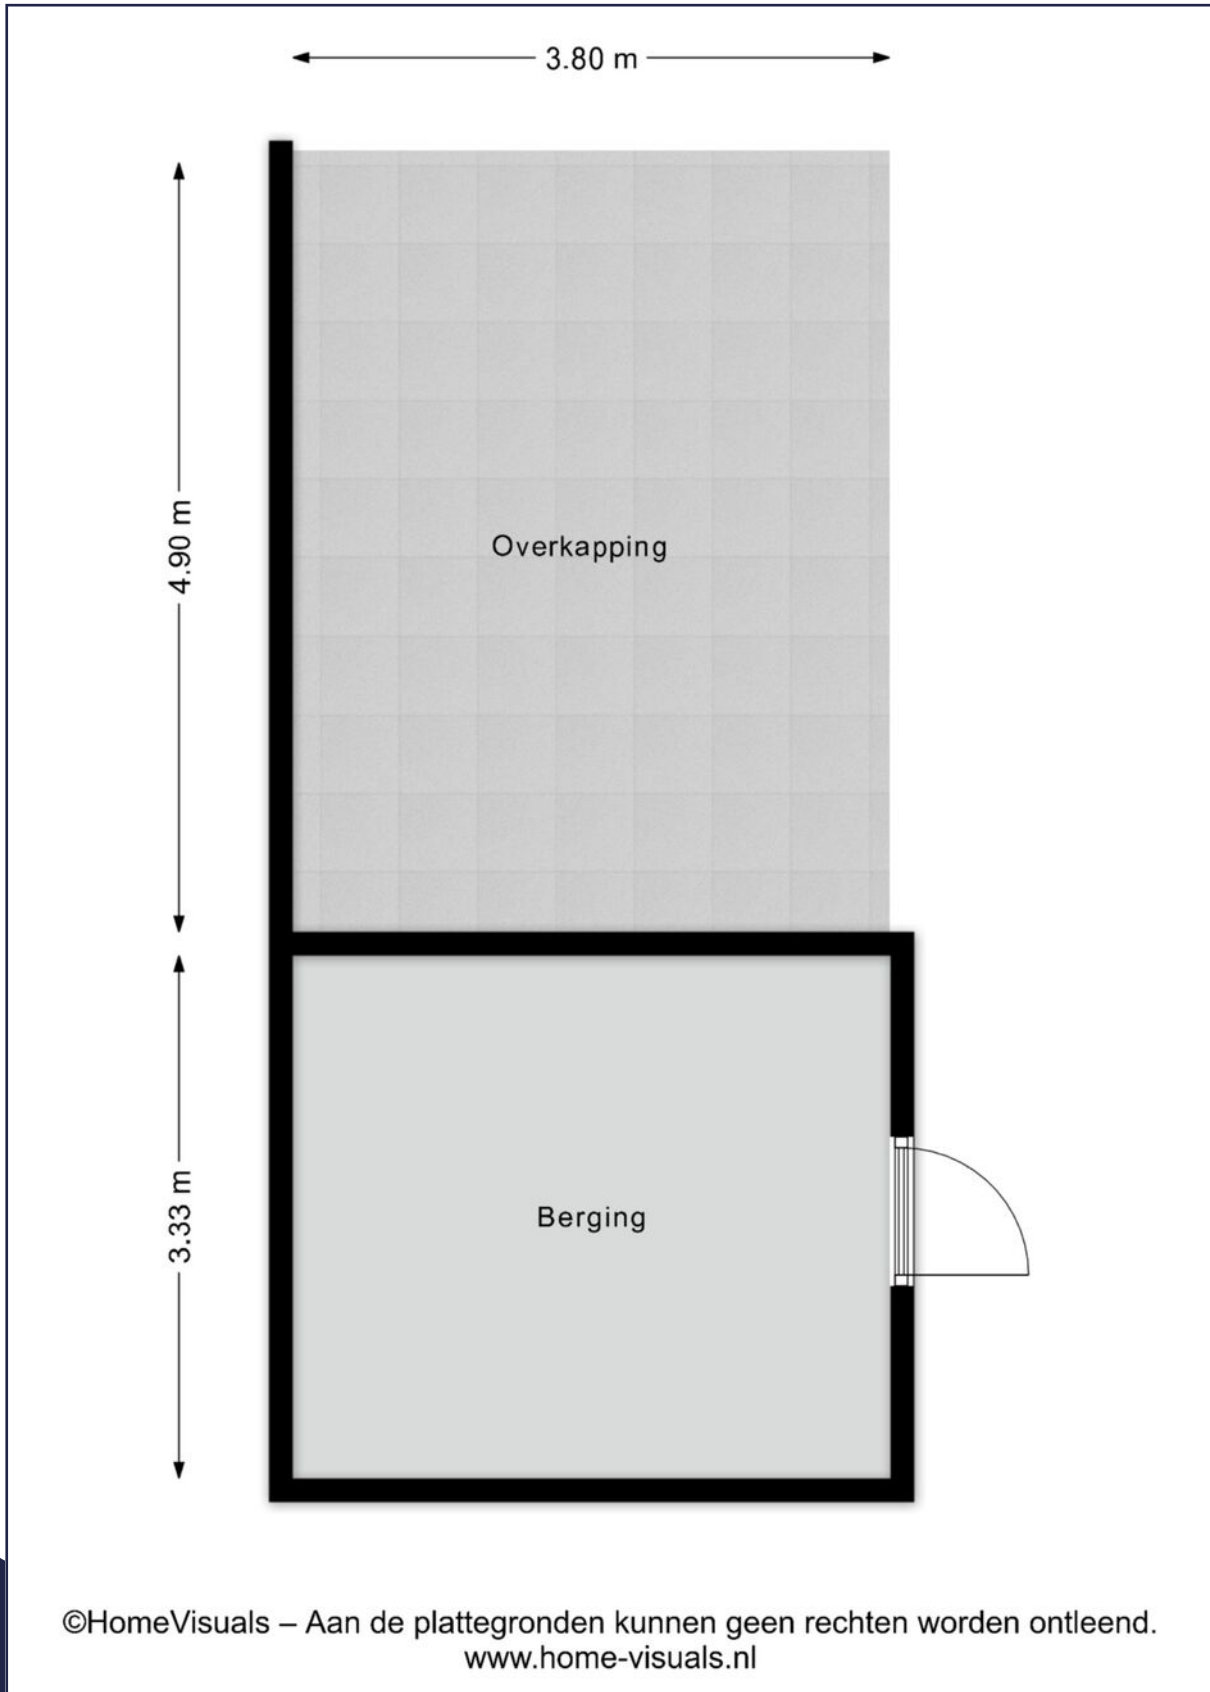 3.80 m
4.90 m
Overkapping
3.33 m
Berging
©HomeVisuals – Aan de plattegronden kunnen geen rechten worden ontleend.
www.home-visuals.nl